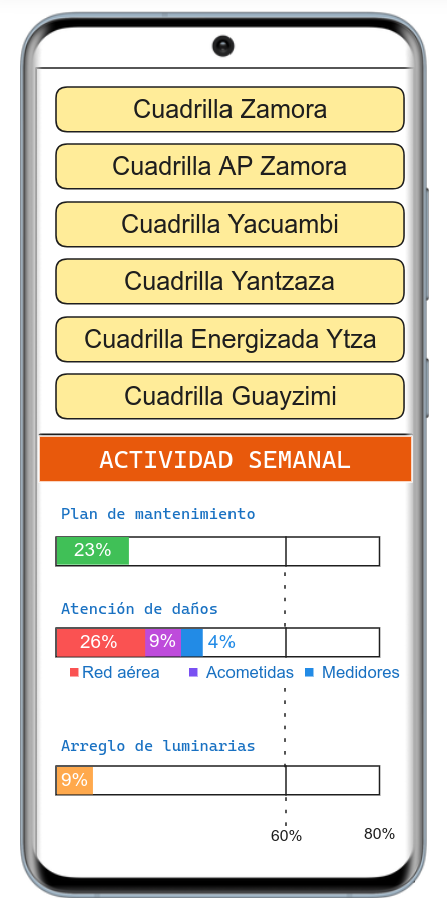 Cuadrilla Zamora
Cuadrilla AP Zamora
Cuadrilla Yacuambi
Cuadrilla Yantzaza
Cuadrilla Energizada Ytza
Cuadrilla Guayzimi
ACTIVIDAD SEMANAL
Plan de mantenimiento
23%
Atención de daños
26% 9% 4%
Red aérea Acometidas Medidores
Arreglo de luminarias
9%
60% 80%